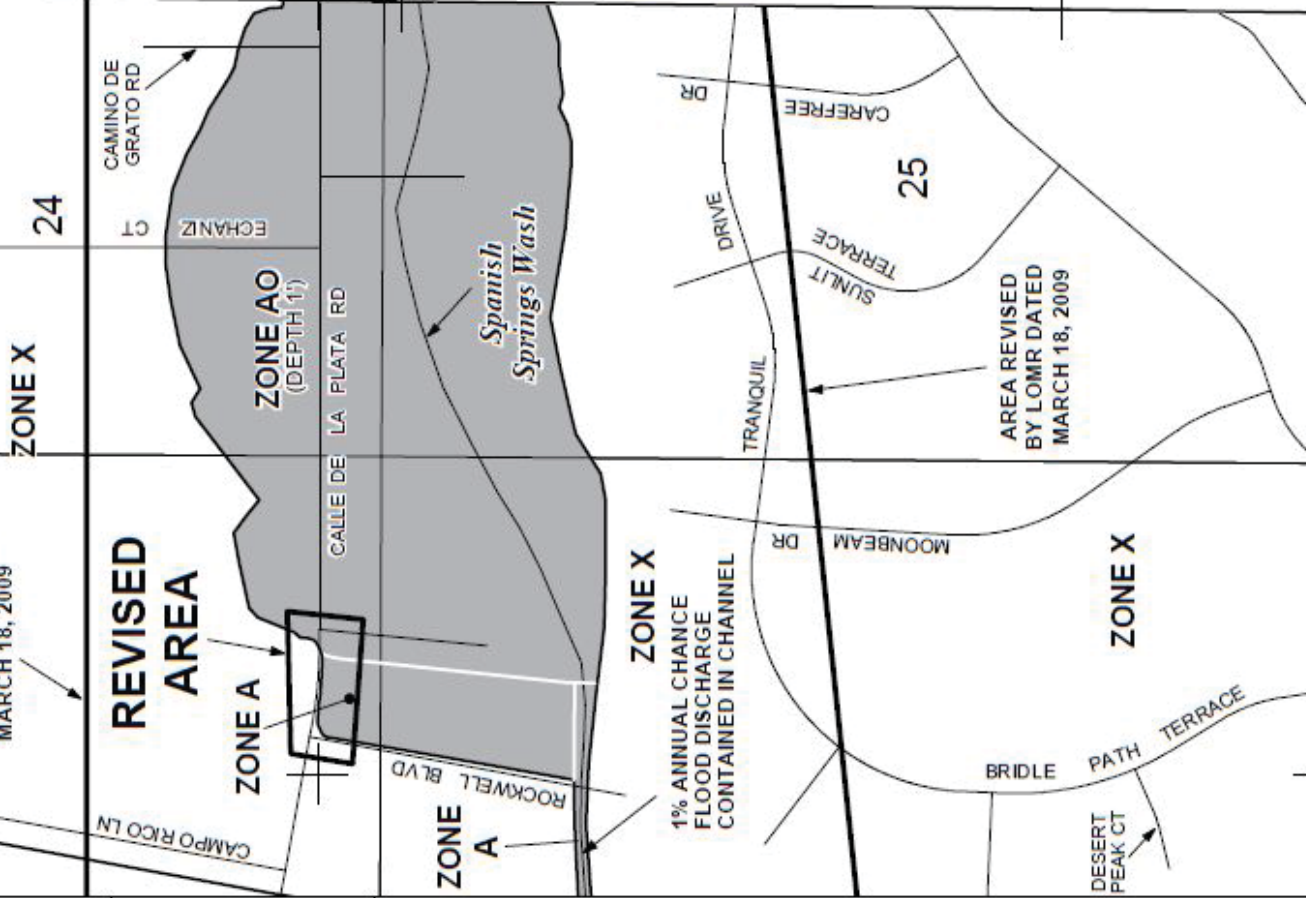 MARCH 18, 2009
ZONE X
24
CAMINO DE
GRATO RD
ECHANIZ CT
ZONE AO
(DEPTH 1')
CALLE DE LA PLATA RD
Spanish
Springs Wash
REVISED
AREA
ZONE A
CAMPO RICO LN
ROCKWELL BLVD
ZONE
A
ZONE X
1% ANNUAL CHANCE
FLOOD DISCHARGE
CONTAINED IN CHANNEL
TRANQUIL DRIVE
CAREFREE DR
25
SUNLIT TERRACE
AREA REVISED
BY LOMR DATED
MARCH 18, 2009
MOONBEAM DR
ZONE X
BRIDLE PATH TERRACE
DESERT
PEAK CT